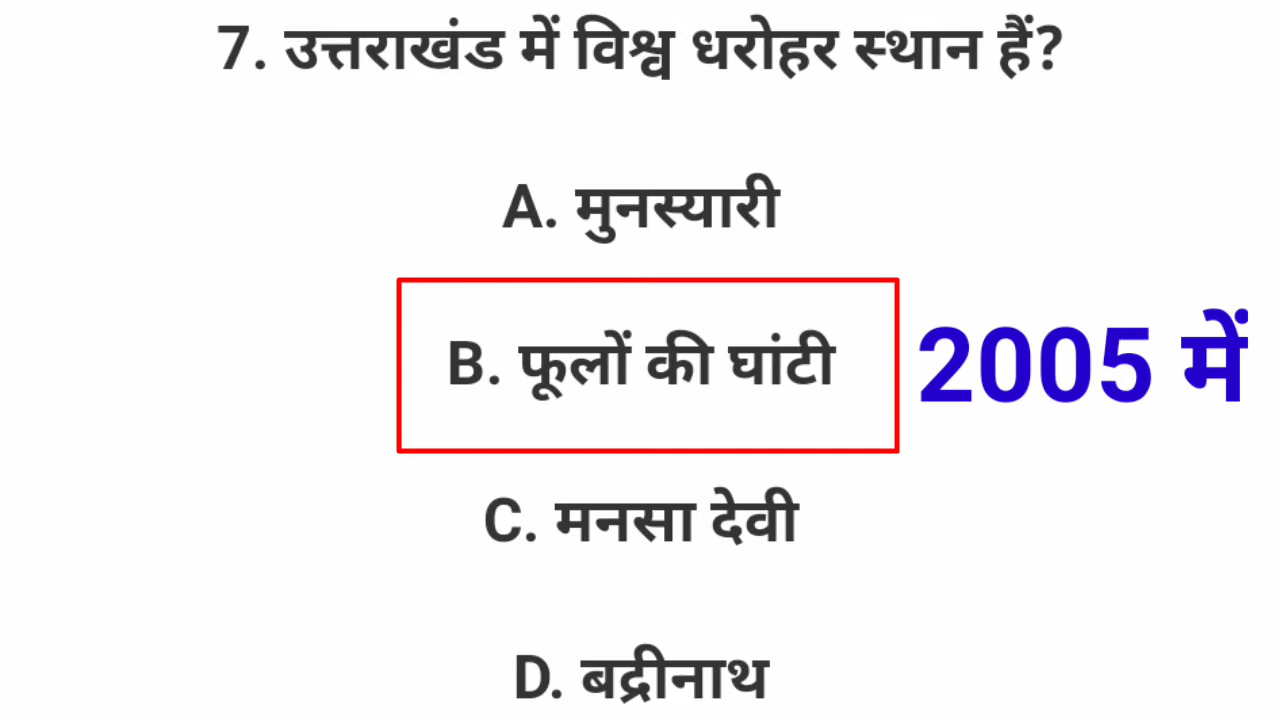 7. उत्तराखंड में विश्व धरोहर स्थान हैं?
A. मुनस्यारी
B. फूलों की घांटी 2005 में
C. मनसा देवी
D. बद्रीनाथ